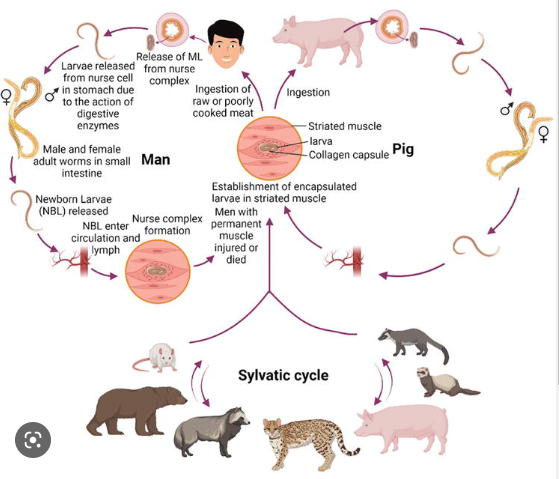 Release of ML
from nurse
complex
Larvae released
from nurse cell
in stomach due
to the action of
digestive
enzymes
♀
♂
Ingestion of
raw or poorly
cooked meat
Ingestion
Striated muscle
larva
Collagen capsule
Pig
♂
♀
Male and female
adult worms in small
intestine
Man
Establishment of encapsulated
larvae in striated muscle
Newborn Larvae
(NBL) released
NBL enter
circulation and
lymph
Nurse complex
formation
Men with
permanent
muscle
injured or
died
Sylvatic cycle